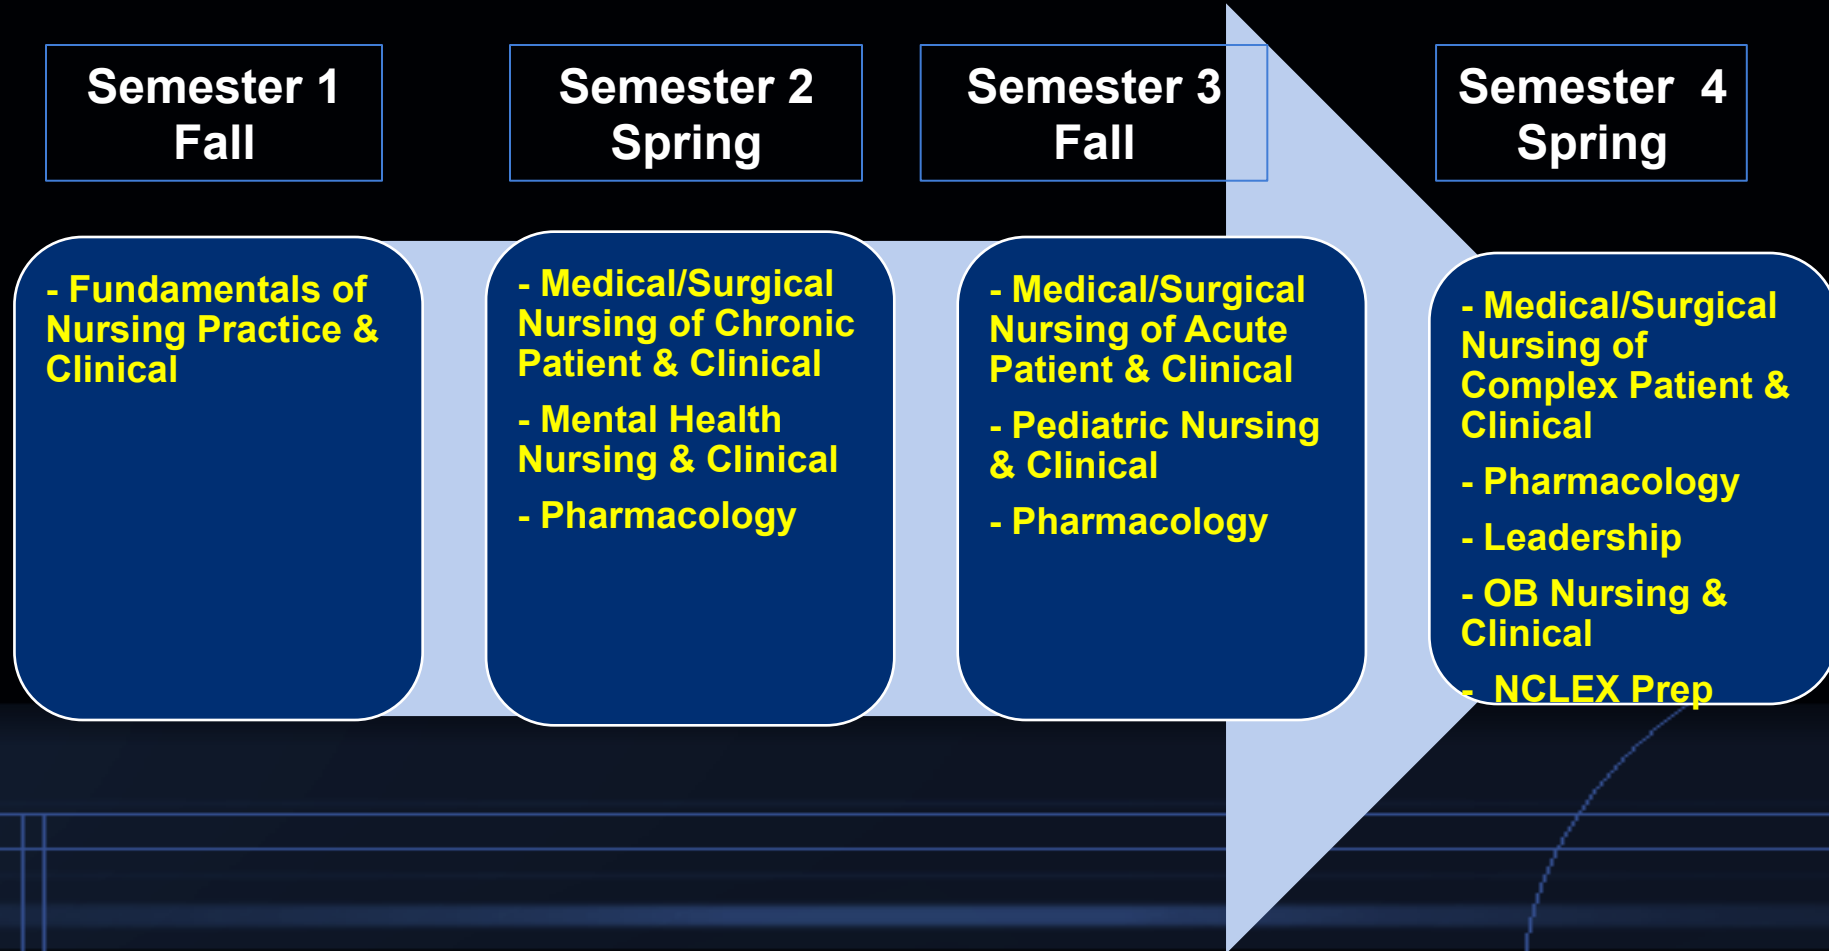 Semester 1
Fall
Semester 2
Spring
Semester 3
Fall
Semester  4
Spring
- Fundamentals of
Nursing Practice &
Clinical
- Medical/Surgical
Nursing of Chronic
Patient & Clinical
- Mental Health
Nursing & Clinical
- Pharmacology
- Medical/Surgical
Nursing of Acute
Patient & Clinical
- Pediatric Nursing
& Clinical
- Pharmacology
- Medical/Surgical
Nursing of
Complex Patient &
Clinical
- Pharmacology
- Leadership
- OB Nursing &
Clinical
-  NCLEX Prep